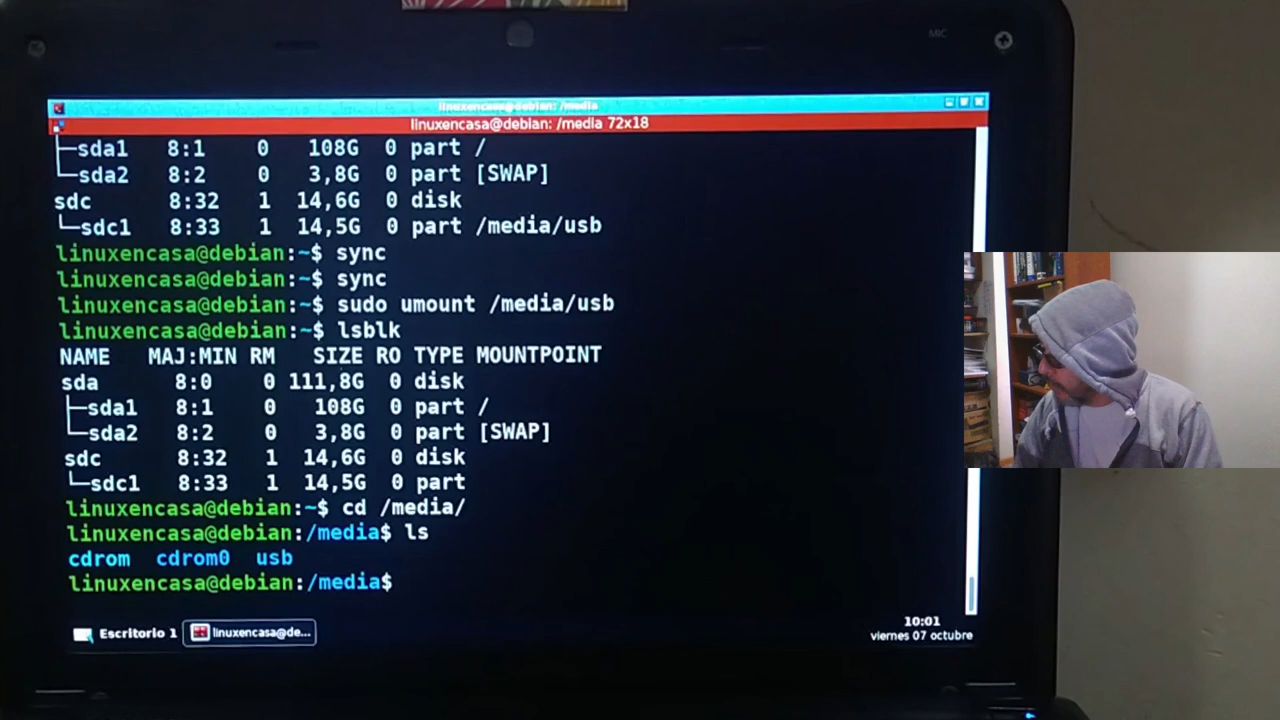 MIC
linuxencasa@debian: /media
linuxencasa@debian: /media 72x18
├─sda1   8:1    0   108G  0 part /
└─sda2   8:2    0   3,8G  0 part [SWAP]
sdc      8:32   1  14,6G  0 disk
└─sdc1   8:33   1  14,5G  0 part /media/usb
linuxencasa@debian:~$ sync
linuxencasa@debian:~$ sync
linuxencasa@debian:~$ sudo umount /media/usb
linuxencasa@debian:~$ lsblk
NAME   MAJ:MIN RM   SIZE RO TYPE MOUNTPOINT
sda      8:0    0 111,8G  0 disk
├─sda1   8:1    0   108G  0 part /
└─sda2   8:2    0   3,8G  0 part [SWAP]
sdc      8:32   1  14,6G  0 disk
└─sdc1   8:33   1  14,5G  0 part
linuxencasa@debian:~$ cd /media/
linuxencasa@debian:/media$ ls
cdrom  cdrom0  usb
linuxencasa@debian:/media$
Escritorio 1
linuxencasa@de...
10:01
viernes 07 octubre